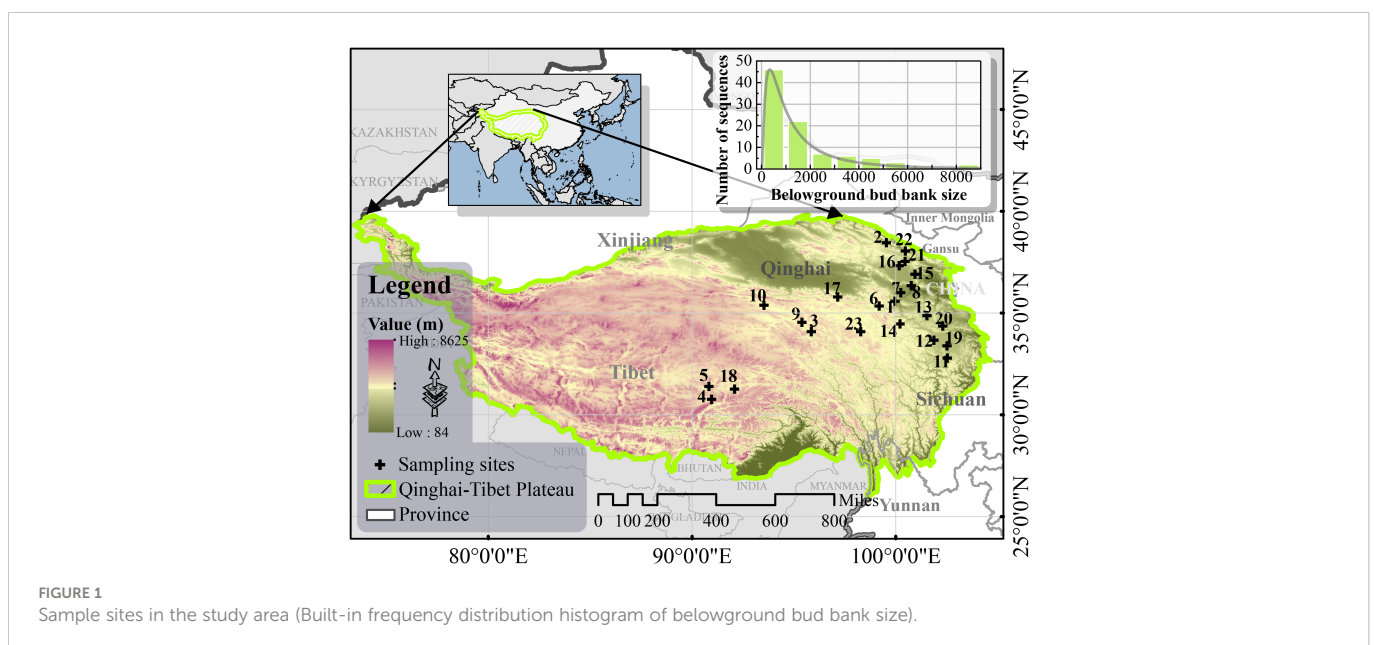 50
40
30
20
10
0
Number of sequences
0 2000 4000 6000 8000
Belowground bud bank size
KAZAKHSTAN
KYRGYZSTAN
Inner Mongolia
Gansu
Xinjiang
Qinghai
CHINA
2 22
21
16
15
7
8
6 1
17
10
9 3
13
20
14
23
12 19
11
5 18
4
Tibet
Sichuan
Yunnan
PAKISTAN
NEPAL
BHUTAN
INDIA
MYANMAR
Legend
Value (m)
High : 8625
Low : 84
N
Sampling sites
Qinghai-Tibet Plateau
Province
0 100 200 400 600 800
Miles
45°0'0"N
40°0'0"N
35°0'0"N
30°0'0"N
25°0'0"N
80°0'0"E 90°0'0"E 100°0'0"E
FIGURE 1
Sample sites in the study area (Built-in frequency distribution histogram of belowground bud bank size).